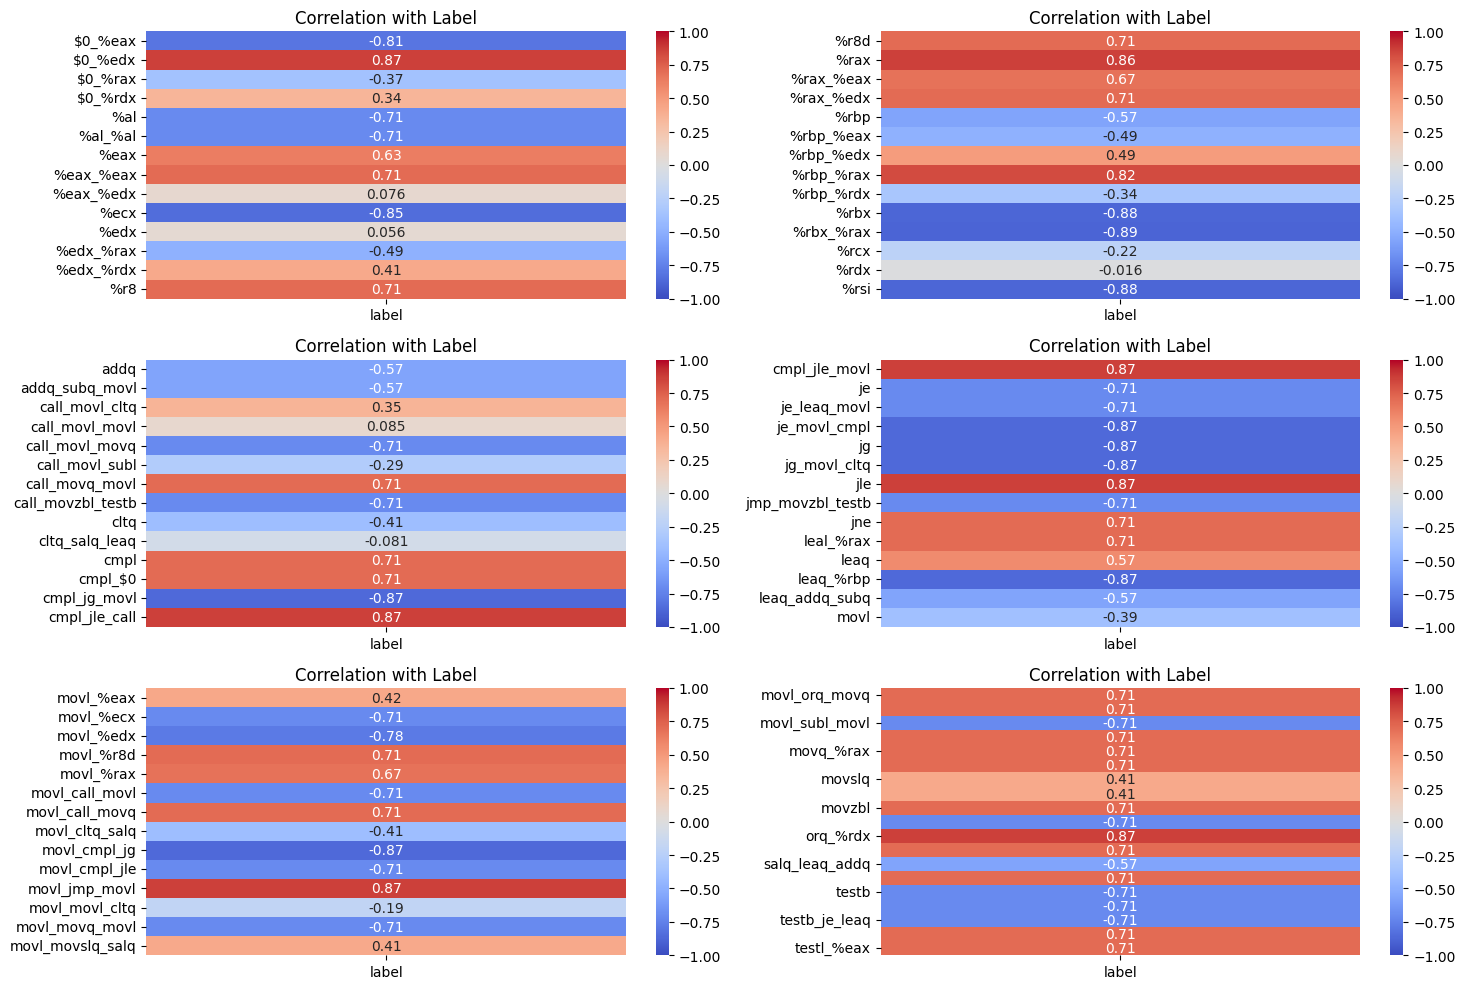 Correlation with Label
$0_%eax -0.81
$0_%edx 0.87
$0_%rax -0.37
$0_%rdx 0.34
%al -0.71
%al_%al -0.71
%eax 0.63
%eax_%eax 0.71
%eax_%edx 0.076
%ecx -0.85
%edx 0.056
%edx_%rax -0.49
%edx_%rdx 0.41
%r8 0.71
label
1.00
0.75
0.50
0.25
0.00
−0.25
−0.50
−0.75
−1.00
Correlation with Label
%r8d 0.71
%rax 0.86
%rax_%eax 0.67
%rax_%edx 0.71
%rbp -0.57
%rbp_%eax -0.49
%rbp_%edx 0.49
%rbp_%rax 0.82
%rbp_%rdx -0.34
%rbx -0.88
%rbx_%rax -0.89
%rcx -0.22
%rdx -0.016
%rsi -0.88
label
1.00
0.75
0.50
0.25
0.00
−0.25
−0.50
−0.75
−1.00
Correlation with Label
addq -0.57
addq_subq_movl -0.57
call_movl_cltq 0.35
call_movl_movl 0.085
call_movl_movq -0.71
call_movl_subl -0.29
call_movq_movl 0.71
call_movzbl_testb -0.71
cltq -0.41
cltq_salq_leaq -0.081
cmpl 0.71
cmpl_$0 0.71
cmpl_jg_movl -0.87
cmpl_jle_call 0.87
label
1.00
0.75
0.50
0.25
0.00
−0.25
−0.50
−0.75
−1.00
Correlation with Label
cmpl_jle_movl 0.87
je -0.71
je_leaq_movl -0.71
je_movl_cmpl -0.87
jg -0.87
jg_movl_cltq -0.87
jle 0.87
jmp_movzbl_testb -0.71
jne 0.71
leal_%rax 0.71
leaq 0.57
leaq_%rbp -0.87
leaq_addq_subq -0.57
movl -0.39
label
1.00
0.75
0.50
0.25
0.00
−0.25
−0.50
−0.75
−1.00
Correlation with Label
movl_%eax 0.42
movl_%ecx -0.71
movl_%edx -0.78
movl_%r8d 0.71
movl_%rax 0.67
movl_call_movl -0.71
movl_call_movq 0.71
movl_cltq_salq -0.41
movl_cmpl_jg -0.87
movl_cmpl_jle -0.71
movl_jmp_movl 0.87
movl_movl_cltq -0.19
movl_movq_movl -0.71
movl_movslq_salq 0.41
label
1.00
0.75
0.50
0.25
0.00
−0.25
−0.50
−0.75
−1.00
Correlation with Label
movl_orq_movq 0.71
0.71
movl_subl_movl -0.71
0.71
movq_%rax 0.71
0.71
movslq 0.41
0.41
movzbl 0.71
-0.71
orq_%rdx 0.87
0.71
salq_leaq_addq -0.57
0.71
testb -0.71
-0.71
testb_je_leaq -0.71
0.71
testl_%eax 0.71
label
1.00
0.75
0.50
0.25
0.00
−0.25
−0.50
−0.75
−1.00